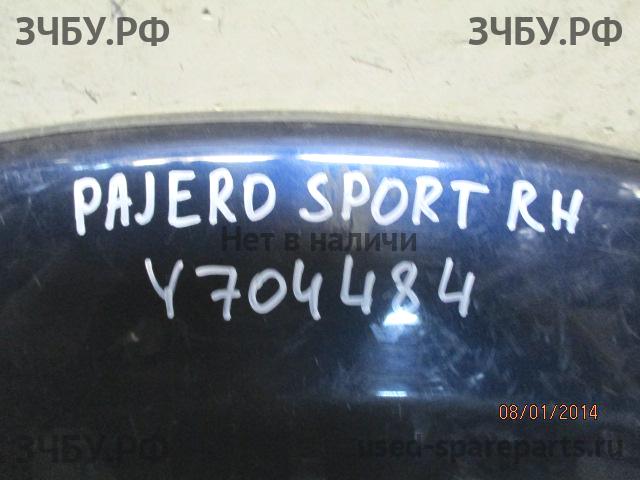 ЗЧБУ.РФ ЗЧБУ.РФ
PAJERO SPORT RH
Нет в наличи
Y704484
08/01/2014
ЗЧБУ.РФ used-spareparts.ru